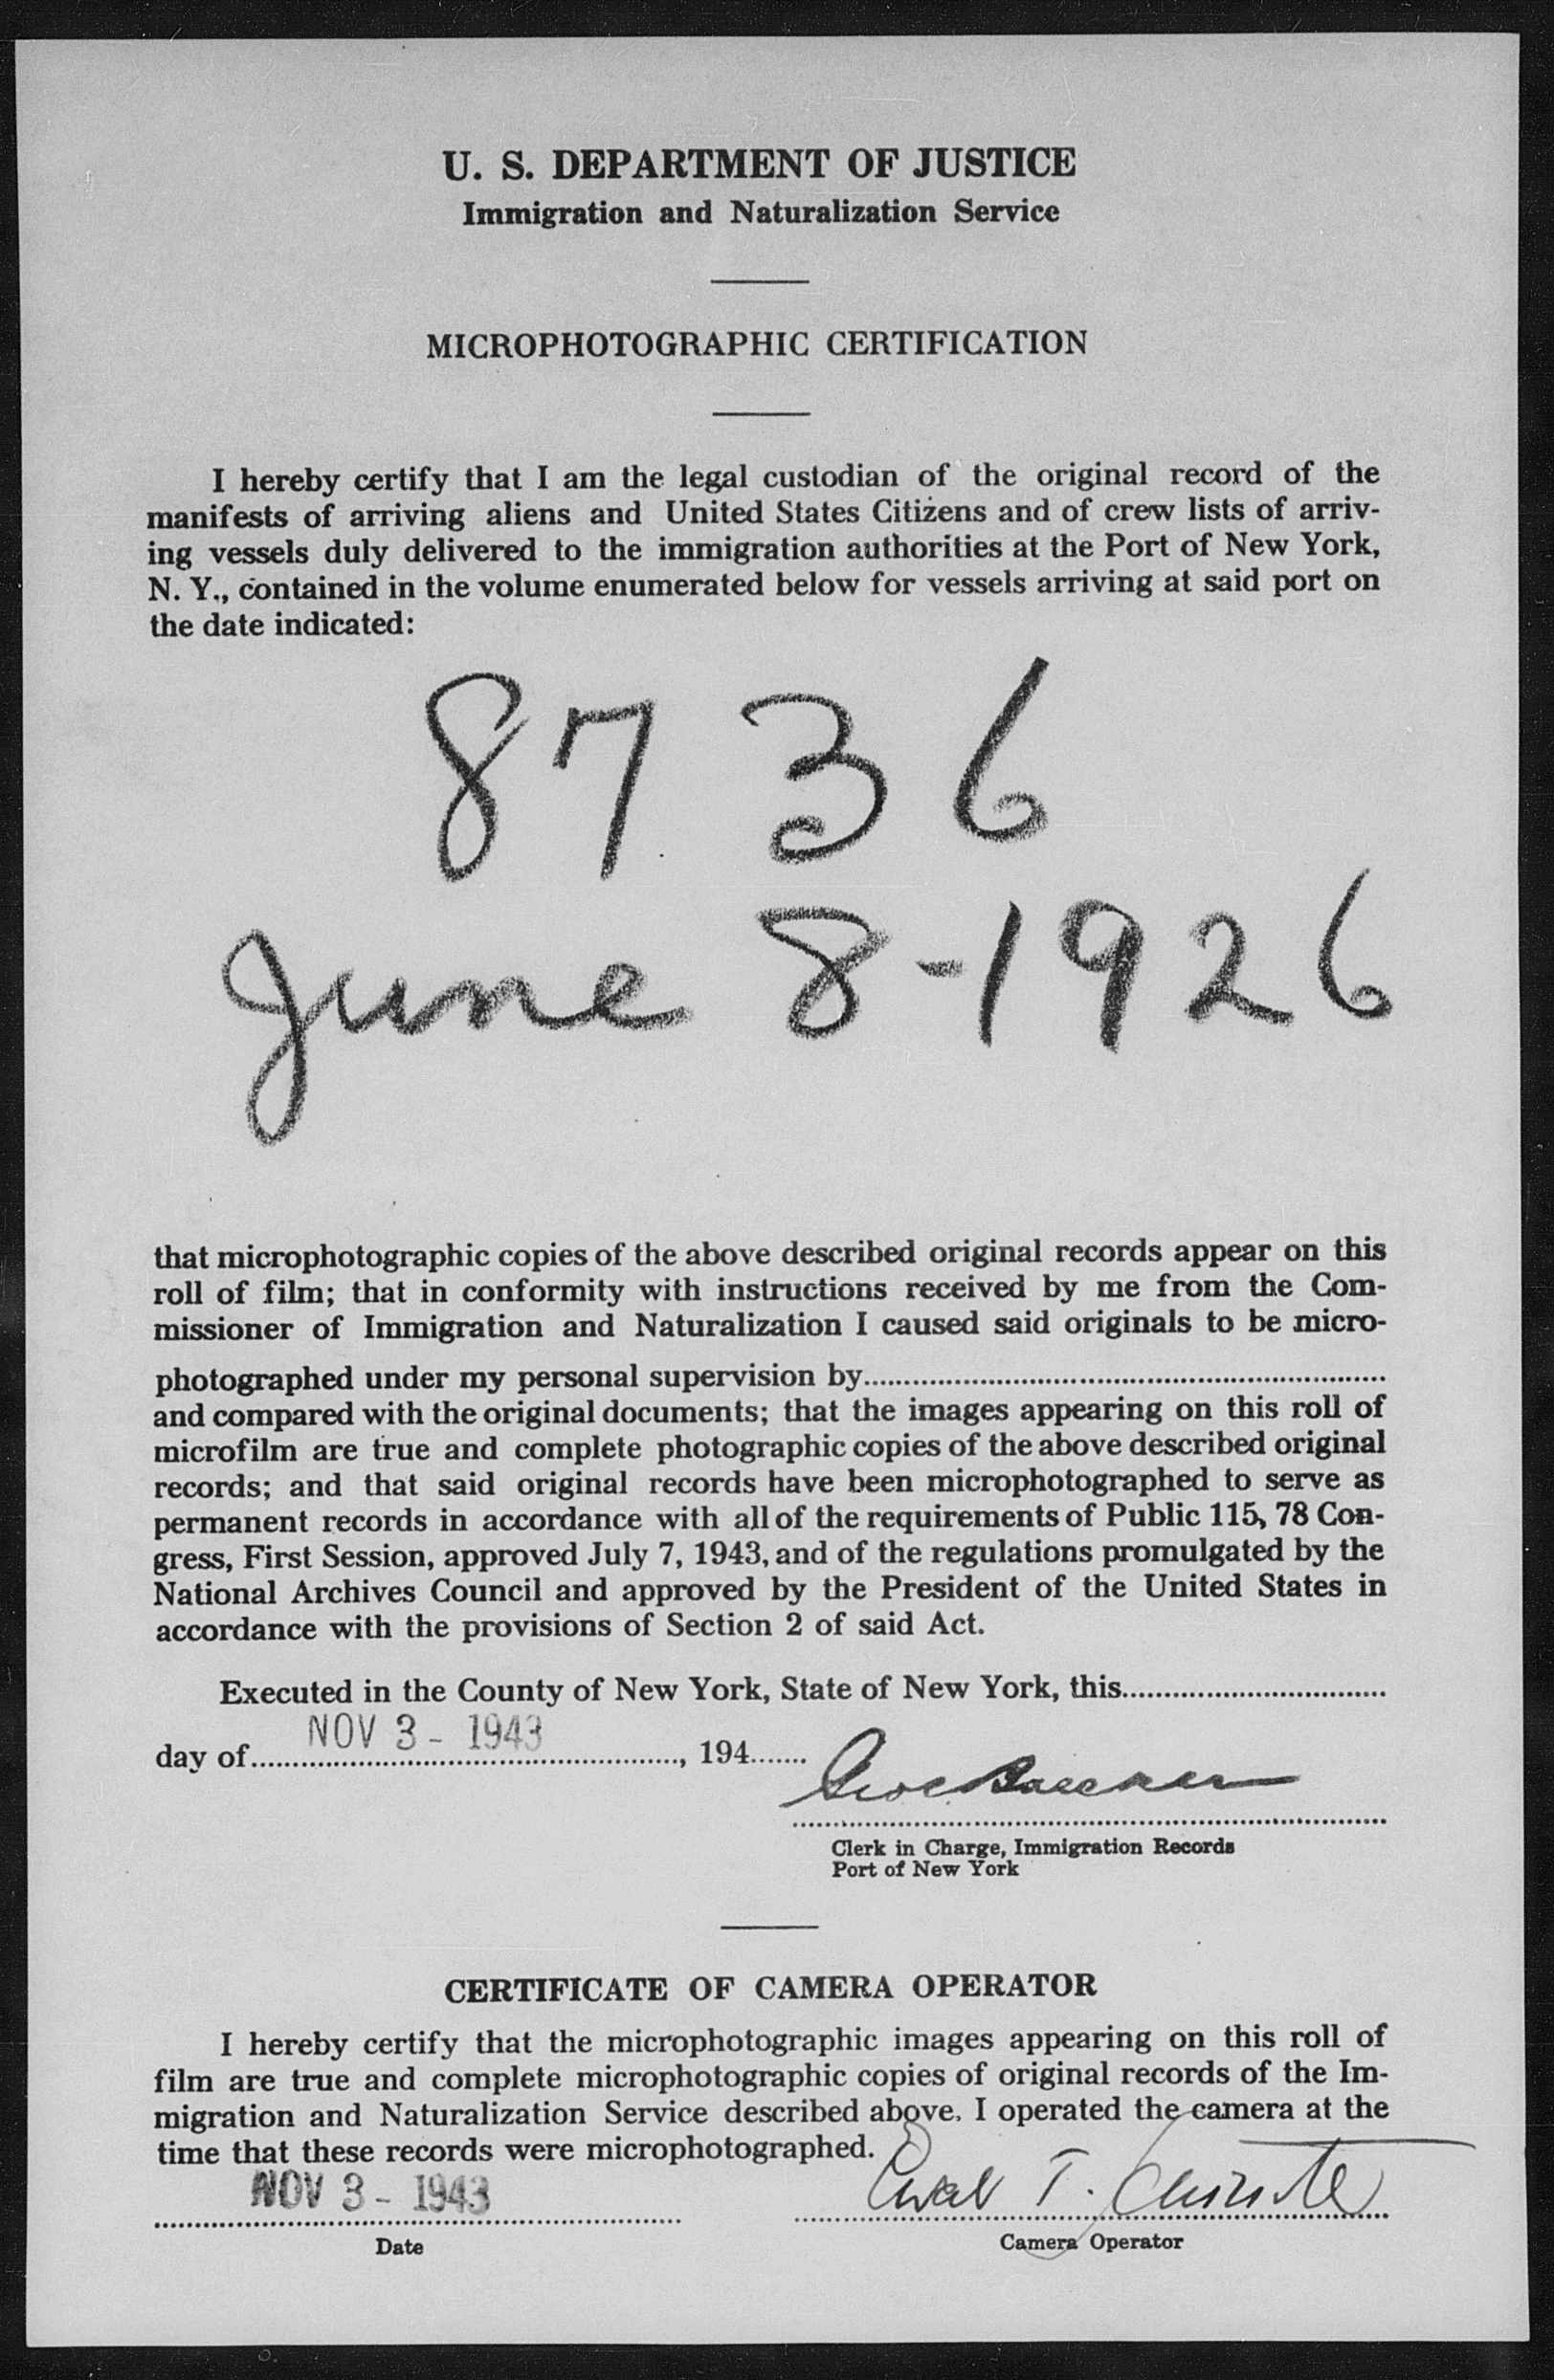 U. S. DEPARTMENT OF JUSTICE
Immigration and Naturalization Service
MICROPHOTOGRAPHIC CERTIFICATION
I hereby certify that I am the legal custodian of the original record of the
manifests of arriving aliens and United States Citizens and of crew lists of arriv-
ing vessels duly delivered to the immigration authorities at the Port of New York,
N. Y., contained in the volume enumerated below for vessels arriving at said port on
the date indicated:
8736
June 8-1926
that microphotographic copies of the above described original records appear on this
roll of film; that in conformity with instructions received by me from the Com-
missioner of Immigration and Naturalization I caused said originals to be micro-
photographed under my personal supervision by
and compared with the original documents; that the images appearing on this roll of
microfilm are true and complete photographic copies of the above described original
records; and that said original records have been microphotographed to serve as
permanent records in accordance with all of the requirements of Public 115, 78 Con-
gress, First Session, approved July 7, 1943, and of the regulations promulgated by the
National Archives Council and approved by the President of the United States in
accordance with the provisions of Section 2 of said Act.
Executed in the County of New York, State of New York, this
day of NOV 3 - 1943, 194
Clerk in Charge, Immigration Records
Port of New York
CERTIFICATE OF CAMERA OPERATOR
I hereby certify that the microphotographic images appearing on this roll of
film are true and complete microphotographic copies of original records of the Im-
migration and Naturalization Service described above. I operated the camera at the
time that these records were microphotographed.
NOV 3 - 1943 T.
Date Camera Operator